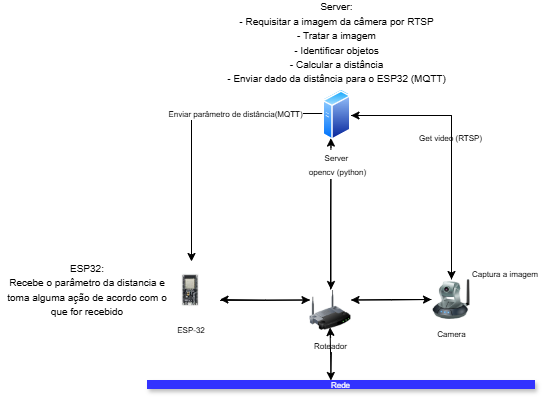 Server:
- Requisitar a imagem da câmera por RTSP
- Tratar a imagem
- Identificar objetos
- Calcular a distância
- Enviar dado da distância para o ESP32 (MQTT)
Enviar parâmetro de distância(MQTT)
Get video (RTSP)
Server
opencv (python)
ESP32:
Recebe o parâmetro da distancia e
toma alguma ação de acordo com o
que for recebido
Captura a imagem
ESP-32
Roteador
Camera
Rede